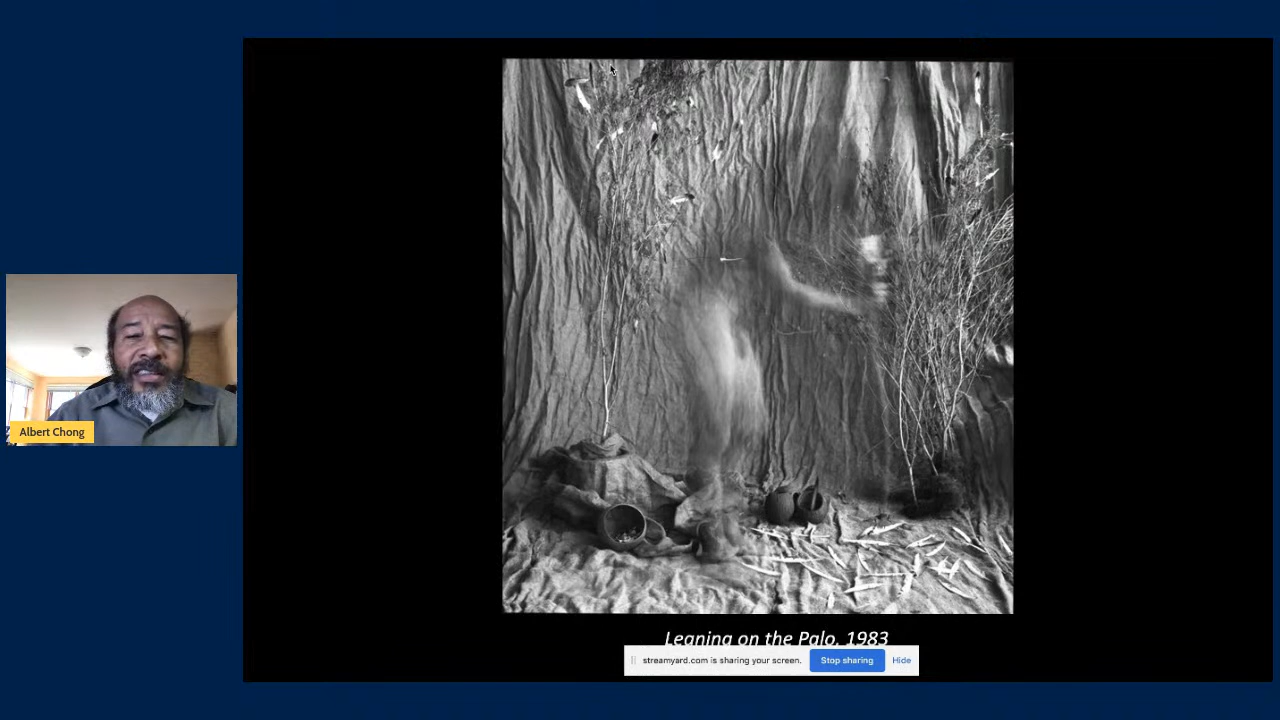 Albert Chong
Leaning on the Palo, 1983
streamyard.com is sharing your screen.
Stop sharing
Hide